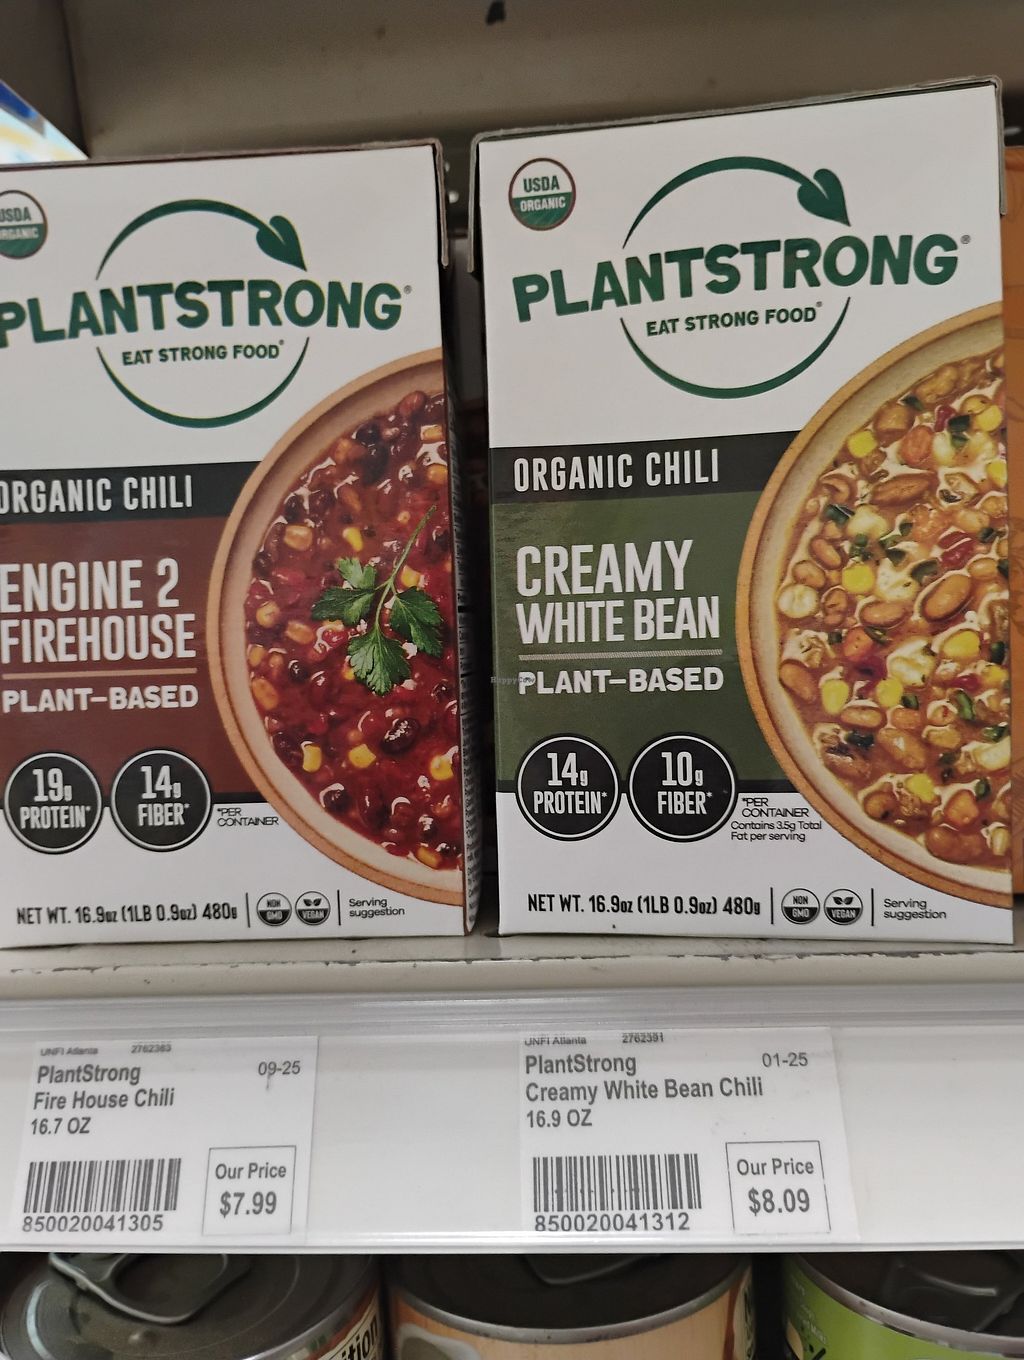 USDA
ORGANIC
PLANTSTRONG®
EAT STRONG FOOD®
ORGANIC CHILI
ENGINE 2
FIREHOUSE
PLANT-BASED
19g
PROTEIN*
14g
FIBER*
*PER
CONTAINER
NET WT. 16.9oz (1LB 0.9oz) 480g
NON
GMO
VEGAN
Serving
suggestion
USDA
ORGANIC
PLANTSTRONG®
EAT STRONG FOOD®
ORGANIC CHILI
CREAMY
WHITE BEAN
HappyCow
PLANT-BASED
14g
PROTEIN*
10g
FIBER*
*PER
CONTAINER
Contains 3.5g Total
Fat per serving
NET WT. 16.9oz (1LB 0.9oz) 480g
NON
GMO
VEGAN
Serving
suggestion
UNFI Atlanta 2762383
PlantStrong 09-25
Fire House Chili
16.7 OZ
Our Price
$7.99
850020041305
UNFI Atlanta 2762391
PlantStrong 01-25
Creamy White Bean Chili
16.9 OZ
Our Price
$8.09
850020041312